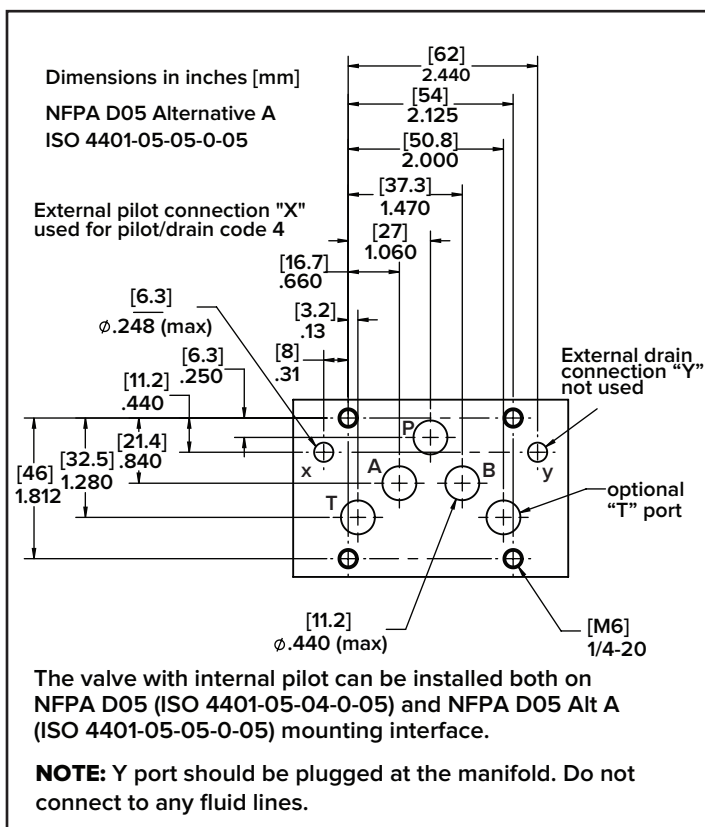 Dimensions in inches [mm]
NFPA D05 Alternative A
ISO 4401-05-05-0-05
External pilot connection "X"
used for pilot/drain code 4
[62]
2.440
[54]
2.125
[50.8]
2.000
[37.3]
1.470
[27]
1.060
[16.7]
.660
[6.3]
⌀.248 (max)
[3.2]
.13
[8]
.31
[6.3]
.250
[11.2]
.440
[21.4]
.840
[32.5]
1.280
[46]
1.812
External drain
connection “Y”
not used
P
x
A
B
y
T
optional
“T” port
[11.2]
⌀.440 (max)
[M6]
1/4-20
The valve with internal pilot can be installed both on
NFPA D05 (ISO 4401-05-04-0-05) and NFPA D05 Alt A
(ISO 4401-05-05-0-05) mounting interface.
NOTE: Y port should be plugged at the manifold. Do not
connect to any fluid lines.